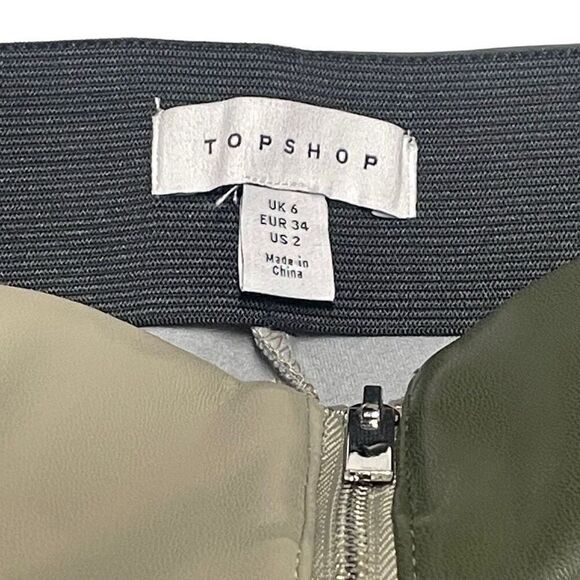 TOPSHOP
UK 6
EUR 34
US 2
Made in
China